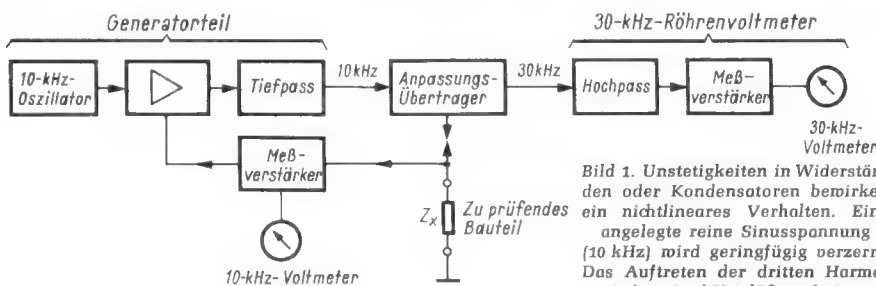 Generatorteil
30-kHz-Röhrenvoltmeter
10-kHz-
Oszillator
Tiefpass
10kHz
Anpassungs-
Übertrager
30kHz
Hochpass
Meß-
verstärker
30-kHz-
Voltmeter
Meß-
verstärker
Zx
Zu prüfendes
Bauteil
10-kHz-Voltmeter
Bild 1. Unstetigkeiten in Widerstän
den oder Kondensatoren bewirke
ein nichtlineares Verhalten. Ein
angelegte reine Sinusspannung
(10 kHz) wird geringfügig verzerr
Das Auftreten der dritten Harmo